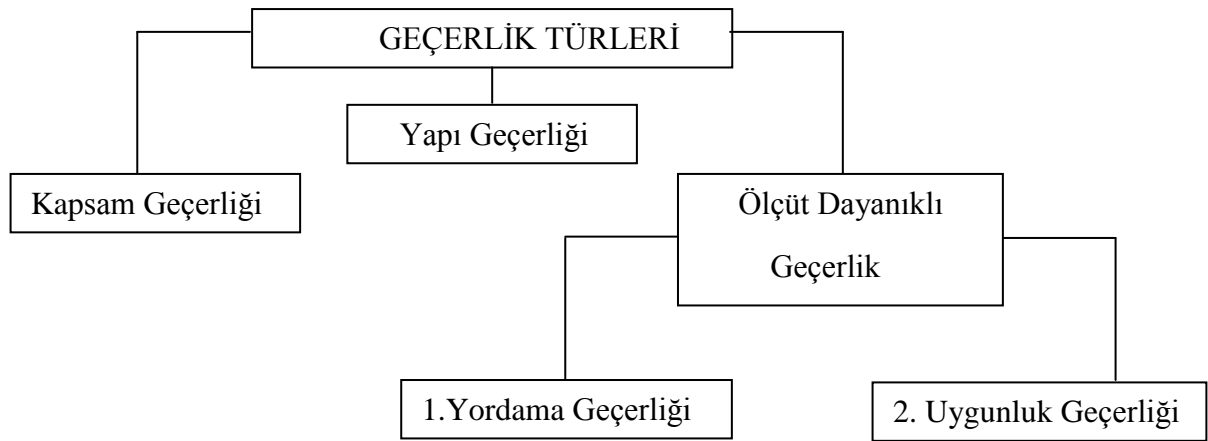 GEÇERLİK TÜRLERİ
Yapı Geçerliği
Kapsam Geçerliği
Ölçüt Dayanıklı
Geçerlik
1.Yordama Geçerliği
2. Uygunluk Geçerliği